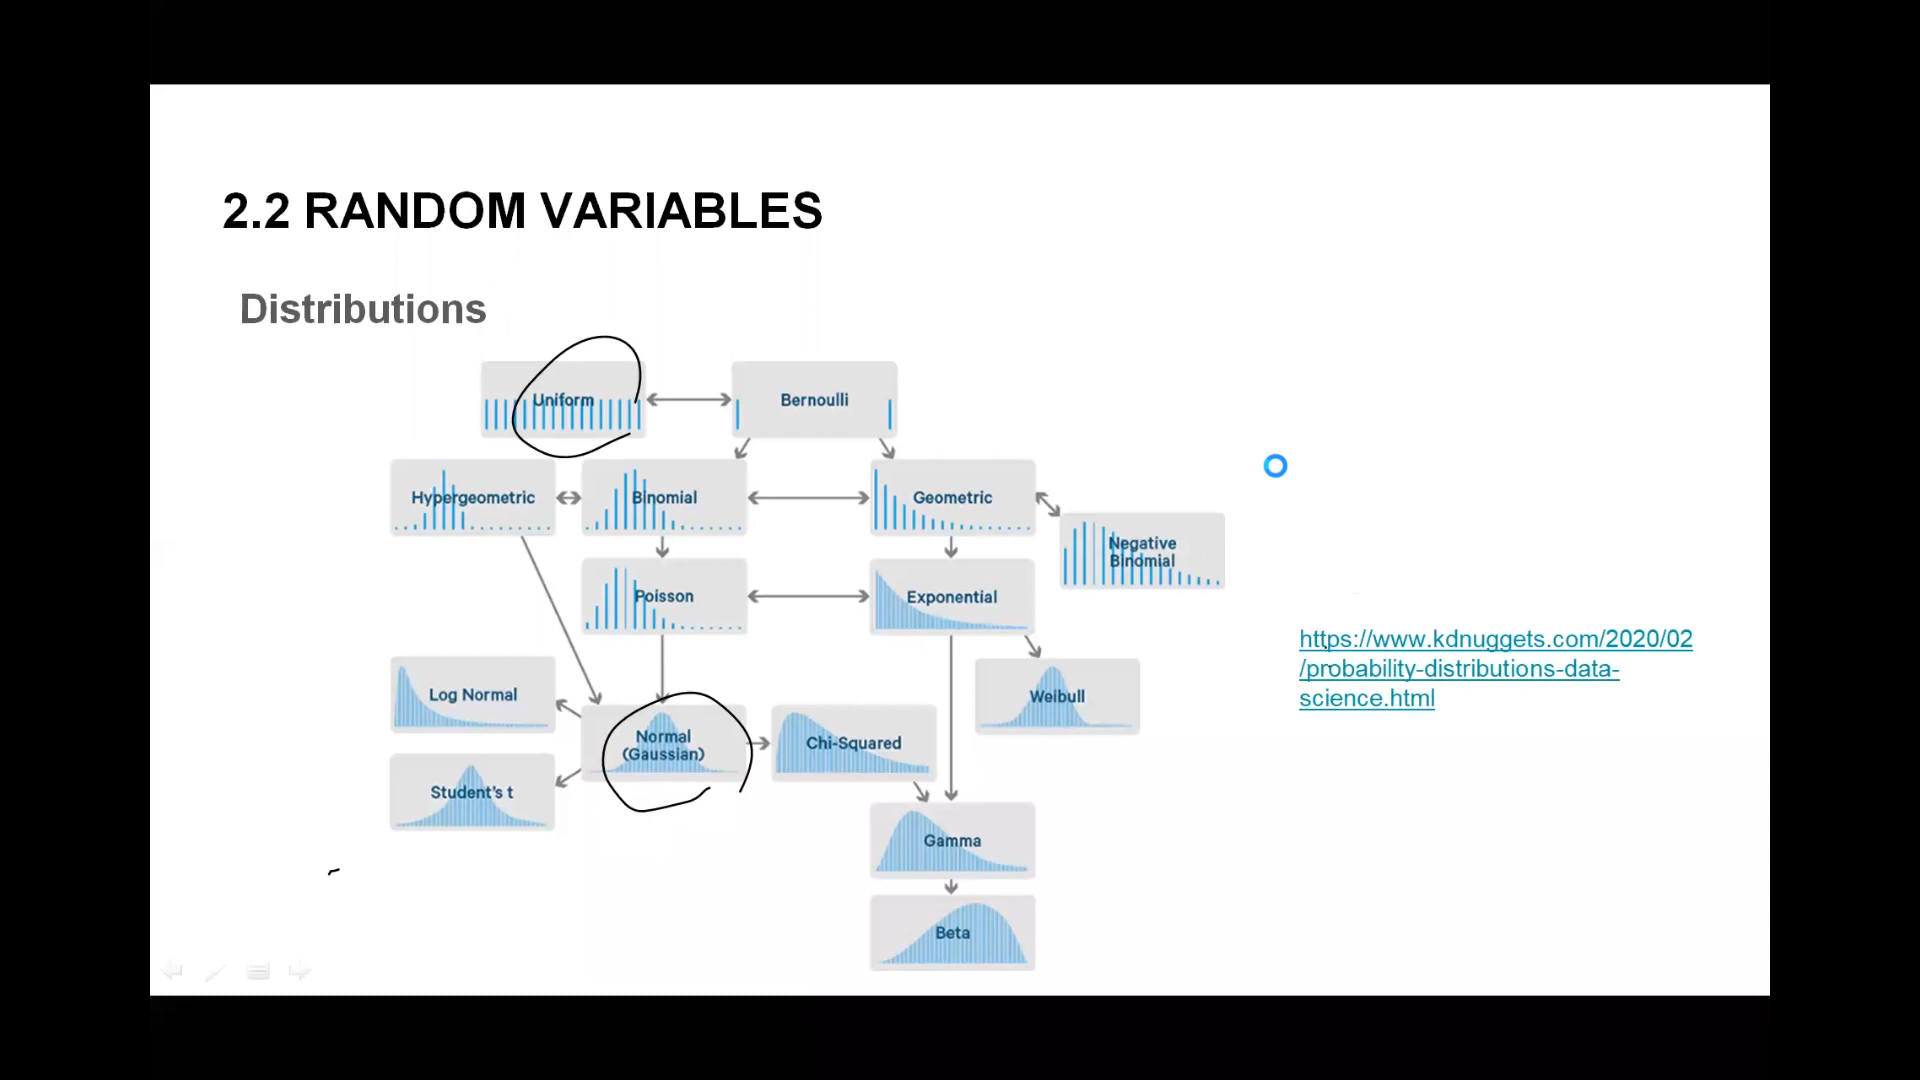 2.2 RANDOM VARIABLES
Distributions
Uniform
Bernoulli
Hypergeometric
Binomial
Geometric
Negative
Binomial
Poisson
Exponential
Log Normal
Weibull
Normal
(Gaussian)
Chi-Squared
Student's t
Gamma
Beta
https://www.kdnuggets.com/2020/02
/probability-distributions-data-
science.html